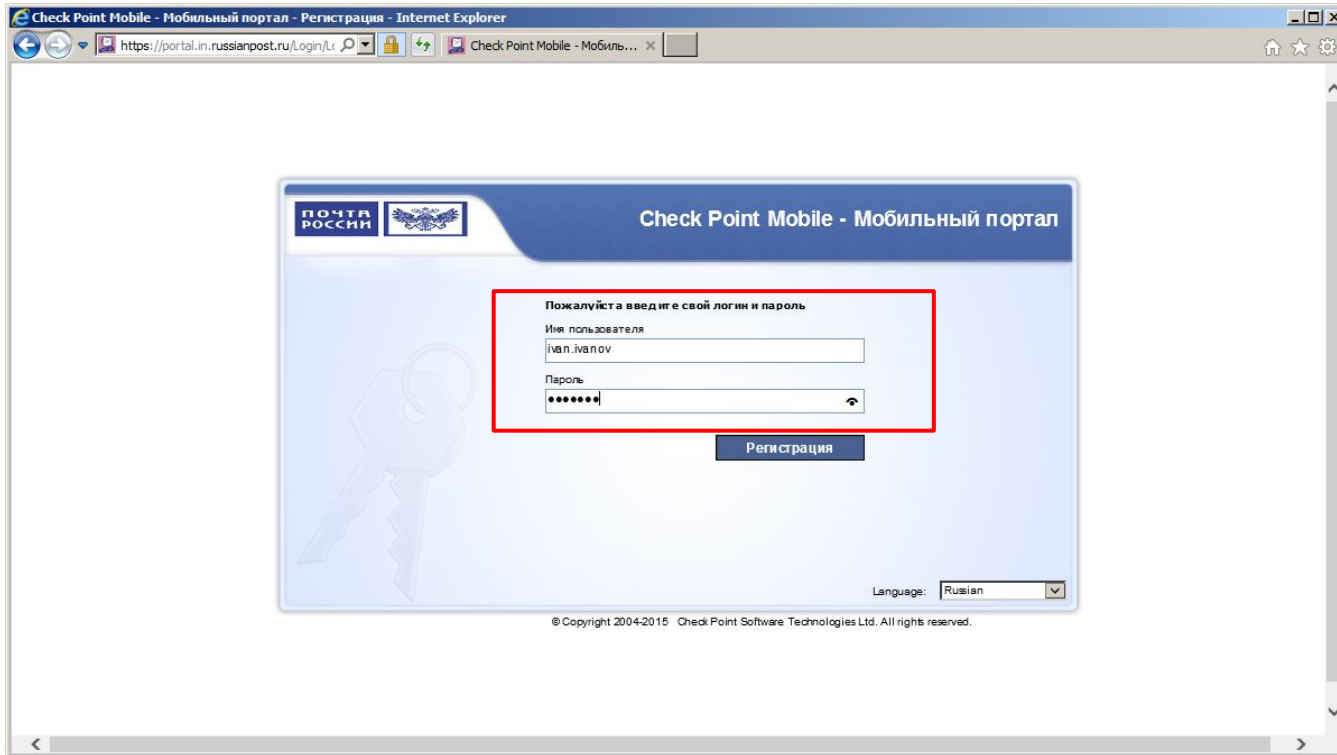 Check Point Mobile - Мобильный портал - Регистрация - Internet Explorer
https://portal.in.russianpost.ru/Login/Lc
Check Point Mobile - Мобиль...
ПОЧТА
РОССИИ
Check Point Mobile - Мобильный портал
Пожалуйста введите свой логин и пароль
Имя пользователя
ivan.ivanov
Пароль
•••••••
Регистрация
Language: Russian
© Copyright 2004-2015 Check Point Software Technologies Ltd. All rights reserved.